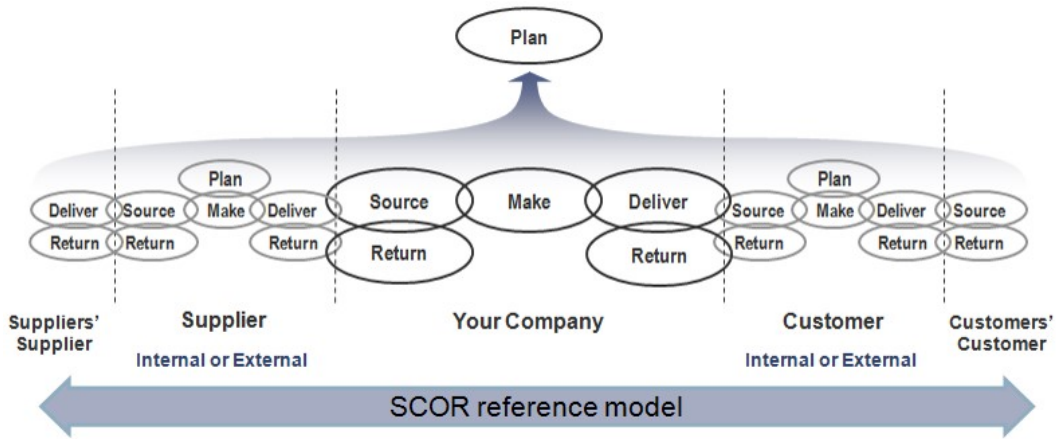 Plan
Plan
Plan
Deliver
Source
Make
Deliver
Source
Make
Deliver
Source
Make
Deliver
Source
Return
Return
Return
Return
Return
Return
Return
Return
Suppliers’
Supplier
Supplier
Internal or External
Your Company
Customer
Internal or External
Customers’
Customer
SCOR reference model